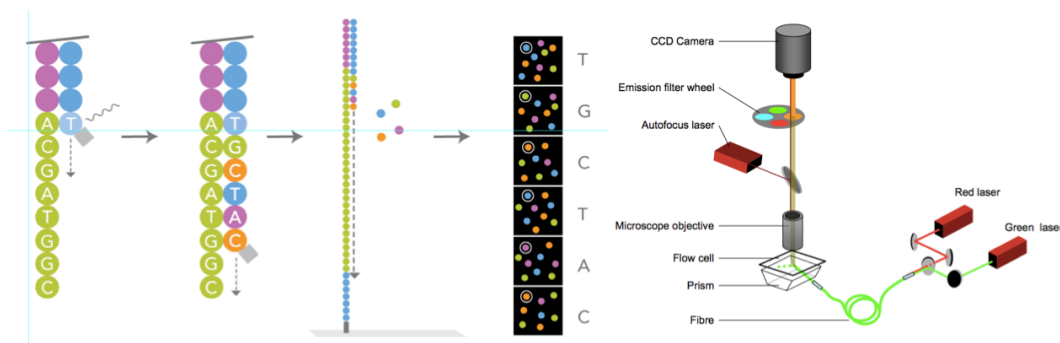 A T
C
G
A
T
G
G
C
A T
C G
G C
A T
T A
G C
G
C
T
G
C
T
A
C
CCD Camera
Emission filter wheel
Autofocus laser
Microscope objective
Flow cell
Prism
Fibre
Red laser
Green laser